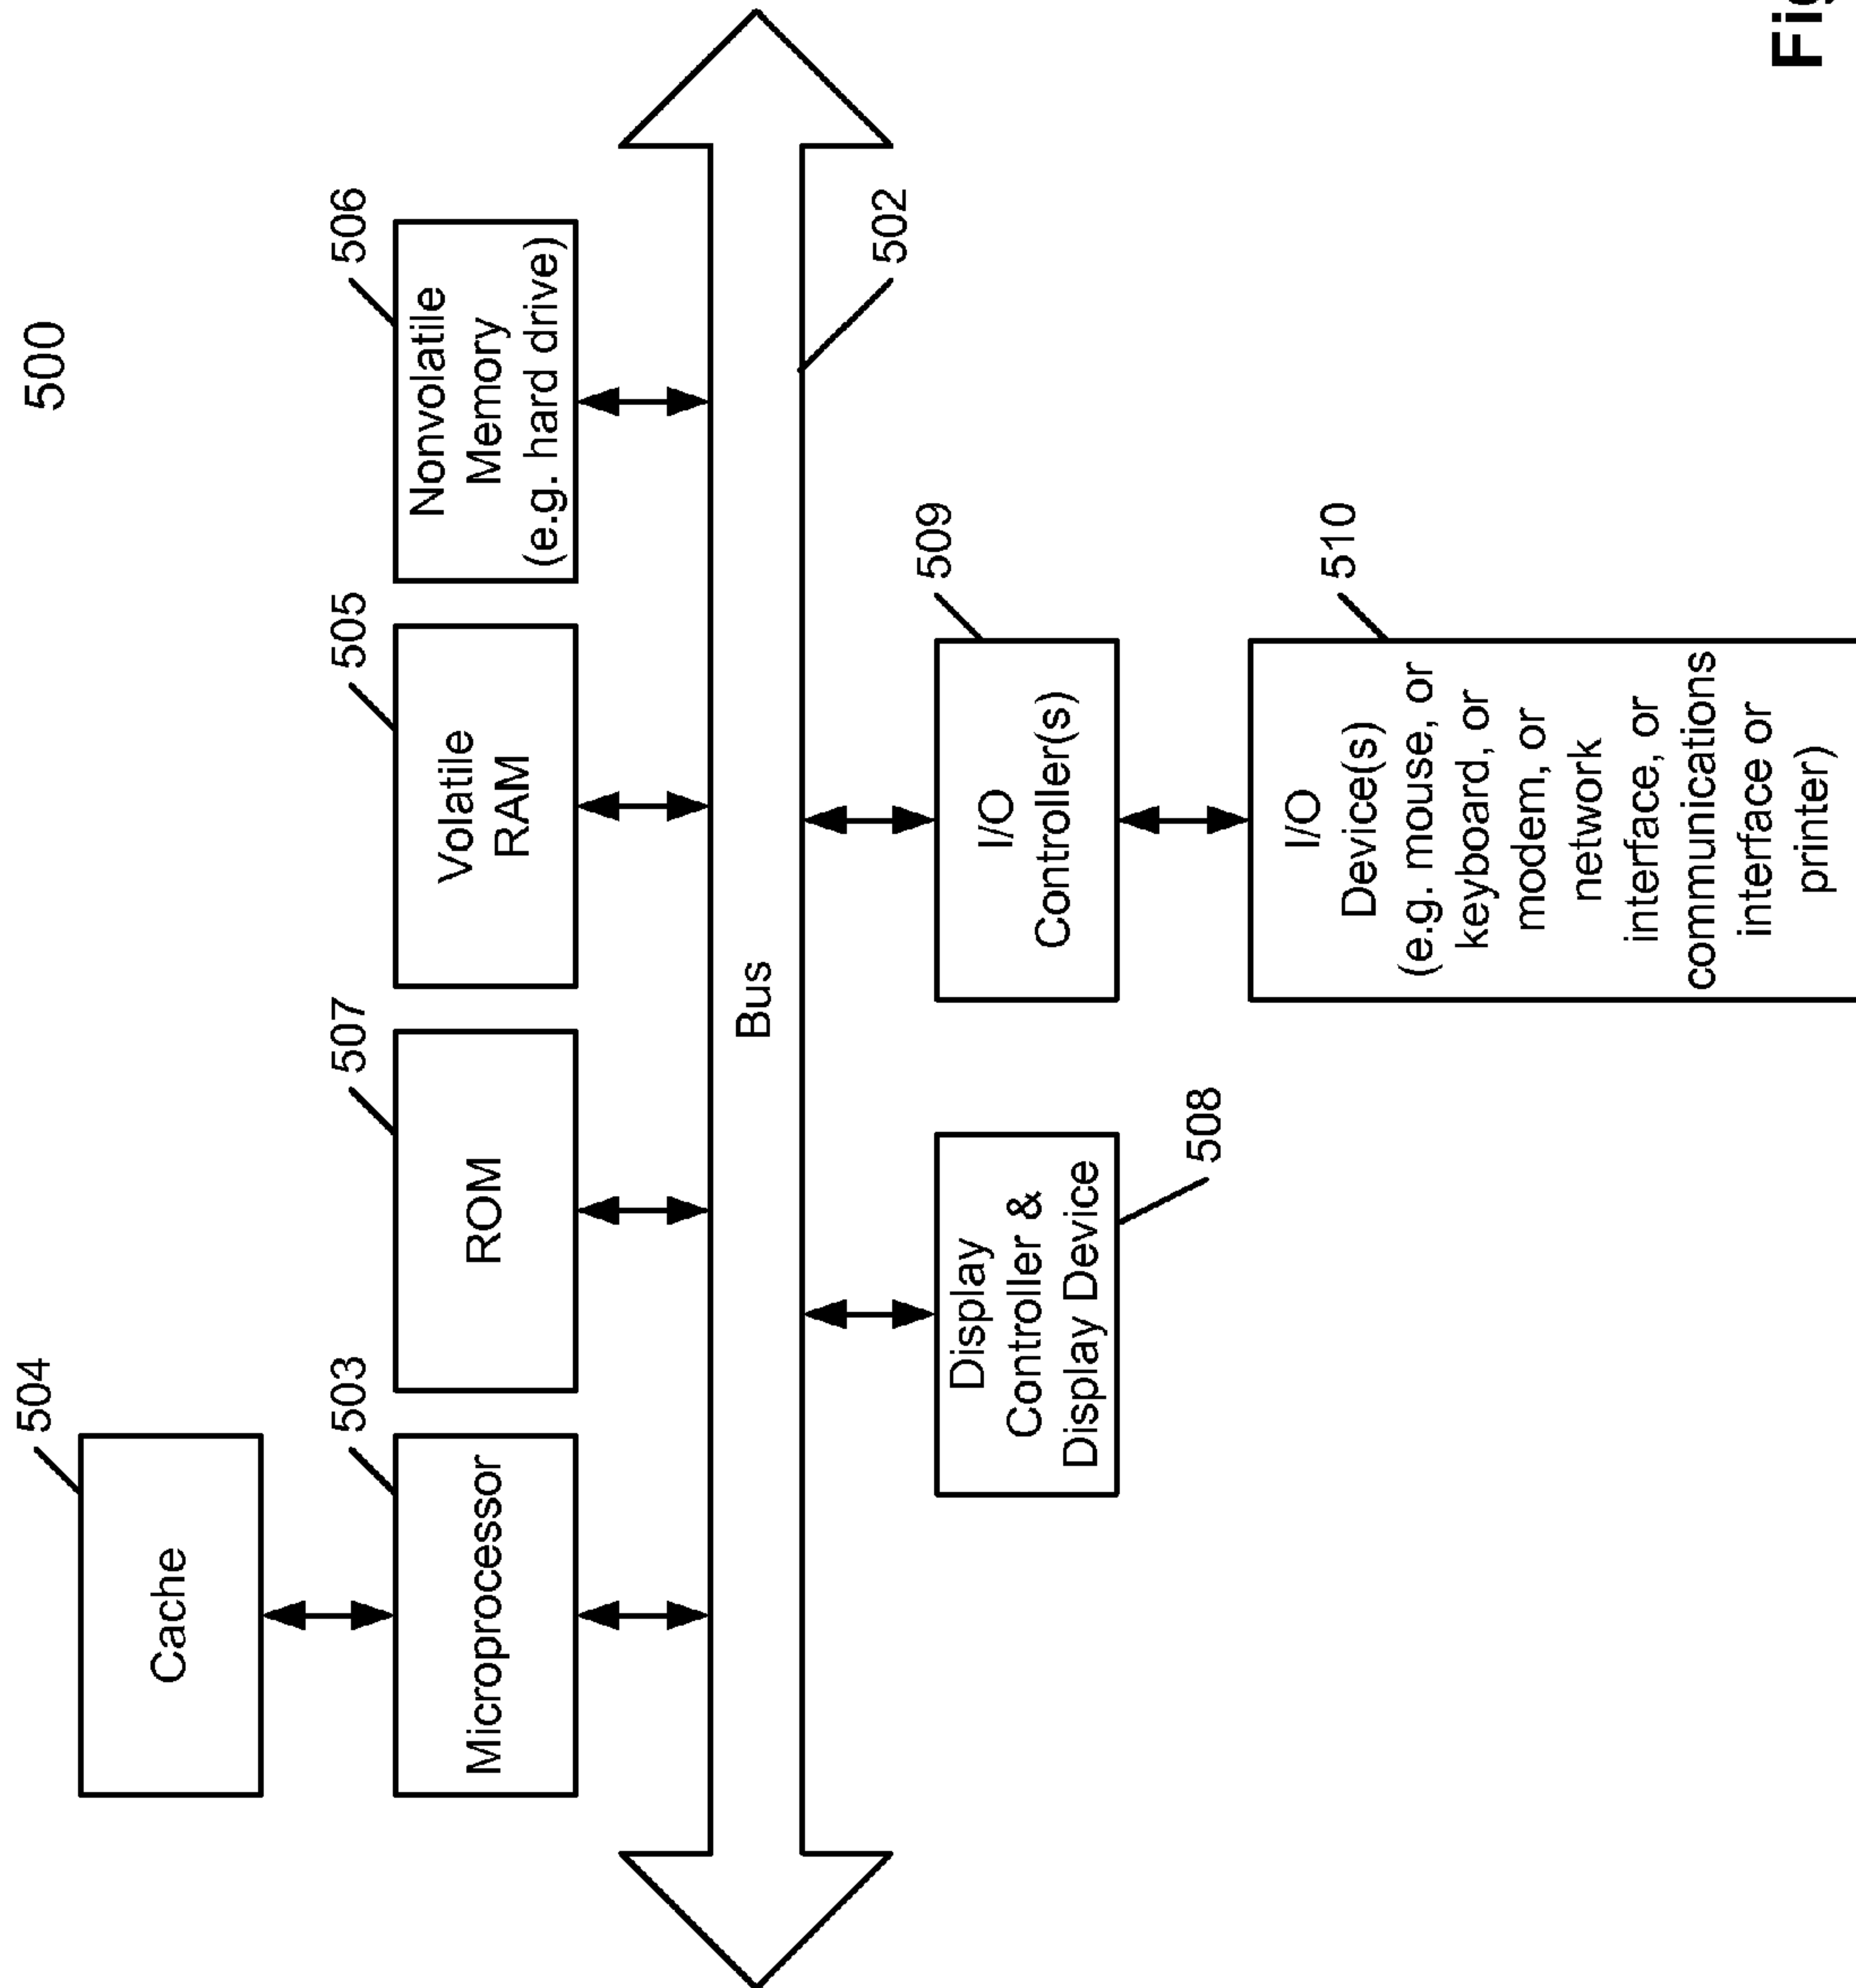 500
504
Cache
503
Microprocessor
507
ROM
505
Volatile
RAM
506
Nonvolatile
Memory
(e.g. hard drive)
Bus
502
508
Display
Controller &
Display Device
509
I/O
Controller(s)
510
I/O
Device(s)
(e.g. mouse, or
keyboard, or
modem, or
network
interface, or
communications
interface or
printer)